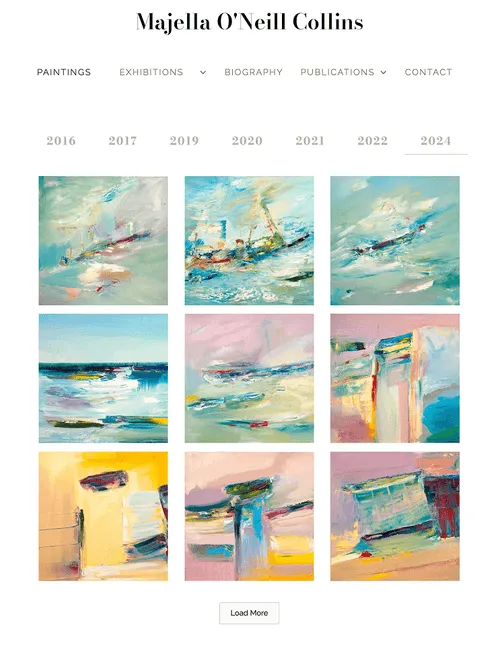 Majella O'Neill Collins
PAINTINGS EXHIBITIONS BIOGRAPHY PUBLICATIONS CONTACT
2016 2017 2019 2020 2021 2022 2024
Load More